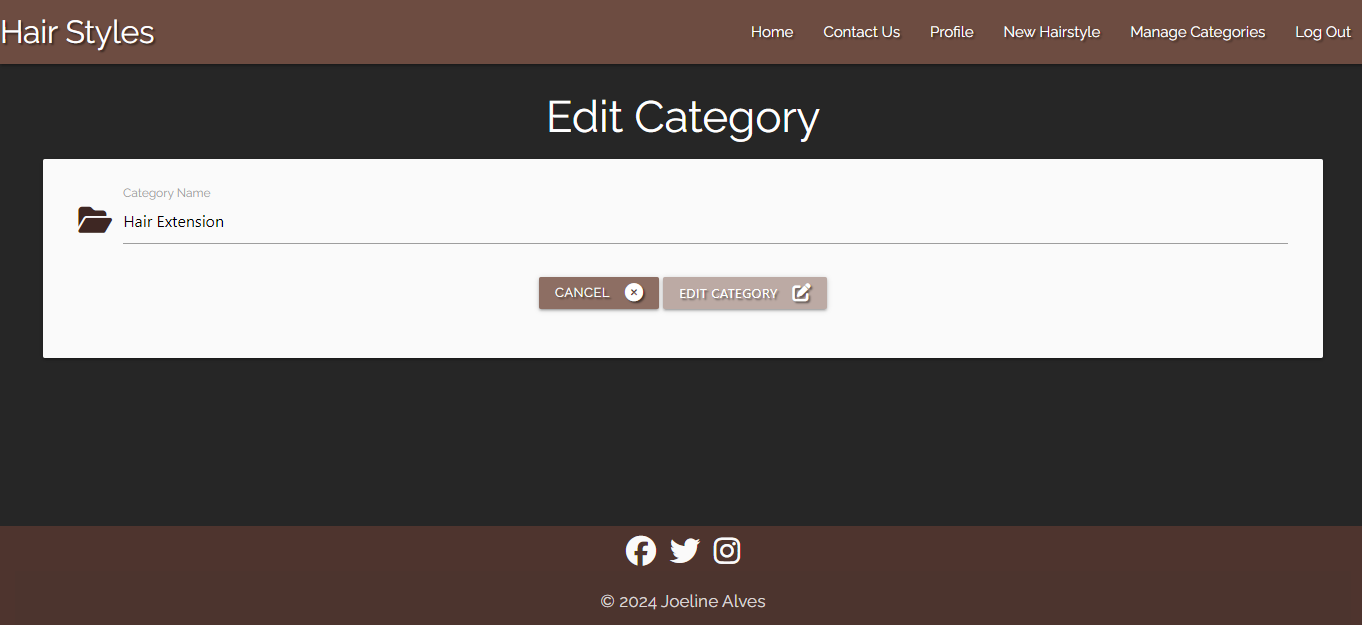 Hair Styles
Home Contact Us Profile New Hairstyle Manage Categories Log Out
Edit Category
Category Name
Hair Extension
CANCEL EDIT CATEGORY
© 2024 Joeline Alves